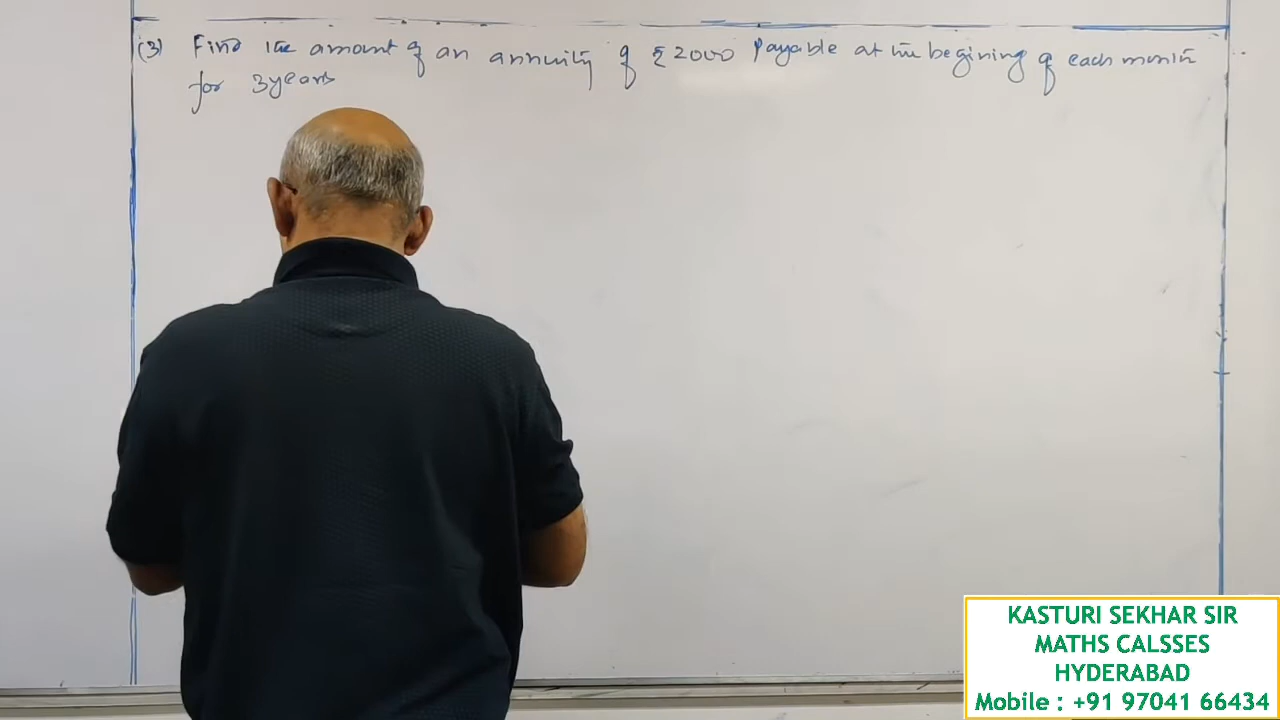 (3) Find the amount of an annuity of ₹2000 Payable at the begining of each month
for 3years
KASTURI SEKHAR SIR
MATHS CALSSES
HYDERABAD
Mobile : +91 97041 66434